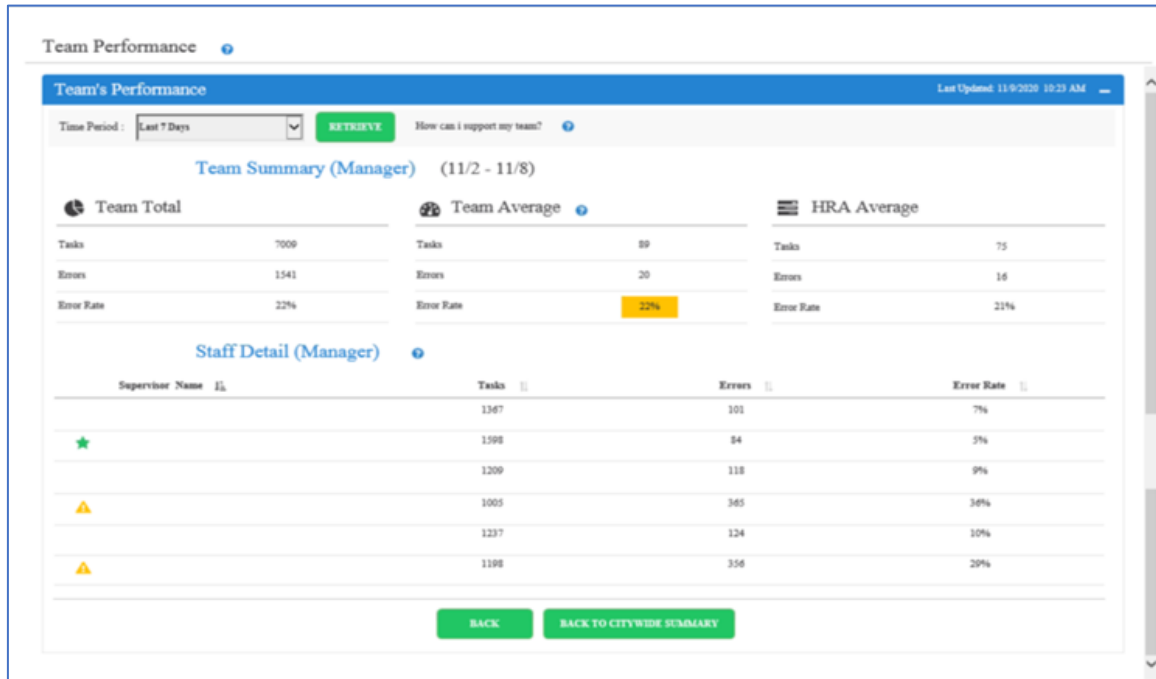 Team Performance
Team's Performance Last Updated: 11/9/2020 10:23 AM
Time Period : Last 7 Days RETRIEVE How can i support my team?
Team Summary (Manager) (11/2 - 11/8)
Team Total Team Average HRA Average
Tasks 7009 Tasks 89 Tasks 75
Errors 1541 Errors 20 Errors 16
Error Rate 22% Error Rate 22% Error Rate 21%
Staff Detail (Manager)
Supervisor Name Tasks Errors Error Rate
1367 101 7%
1598 84 5%
1209 118 9%
1005 365 36%
1237 124 10%
1198 356 29%
BACK BACK TO CITYWIDE SUMMARY